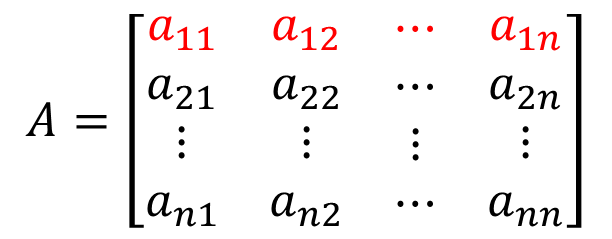 a₁₁ a₁₂ ⋯ a₁ₙ
a₂₁ a₂₂ ⋯ a₂ₙ
A = ⋮ ⋮ ⋮ ⋮
aₙ₁ aₙ₂ ⋯ aₙₙ